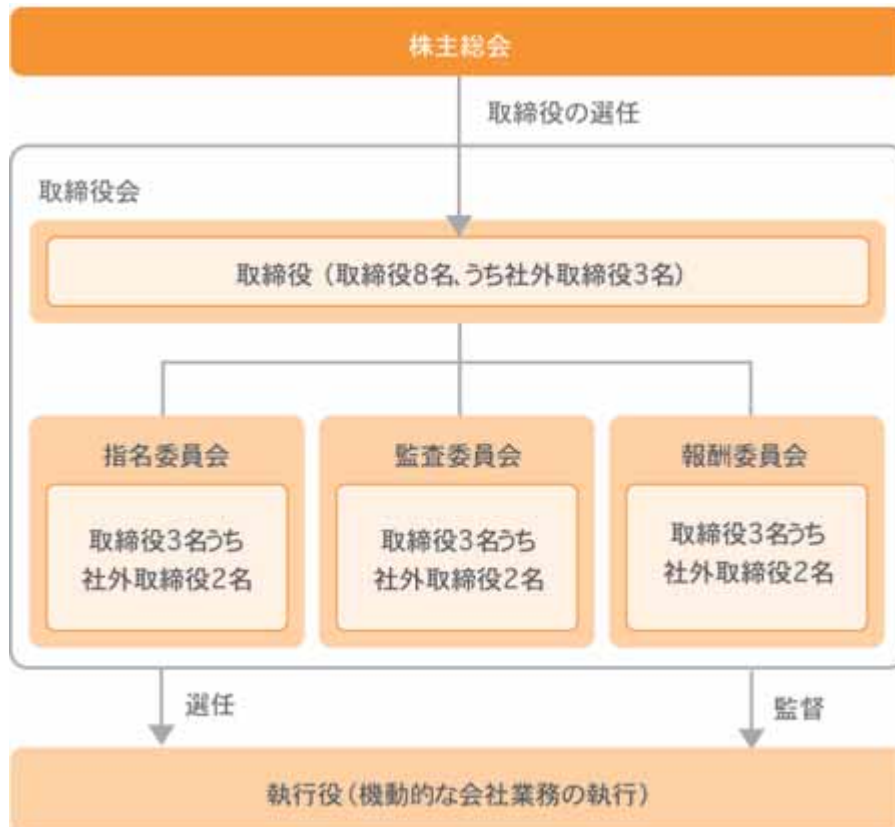 株主総会
取締役の選任
取締役会
取締役（取締役8名、うち社外取締役3名）
指名委員会
取締役3名うち
社外取締役2名
監査委員会
取締役3名うち
社外取締役2名
報酬委員会
取締役3名うち
社外取締役2名
選任
監督
執行役（機動的な会社業務の執行）